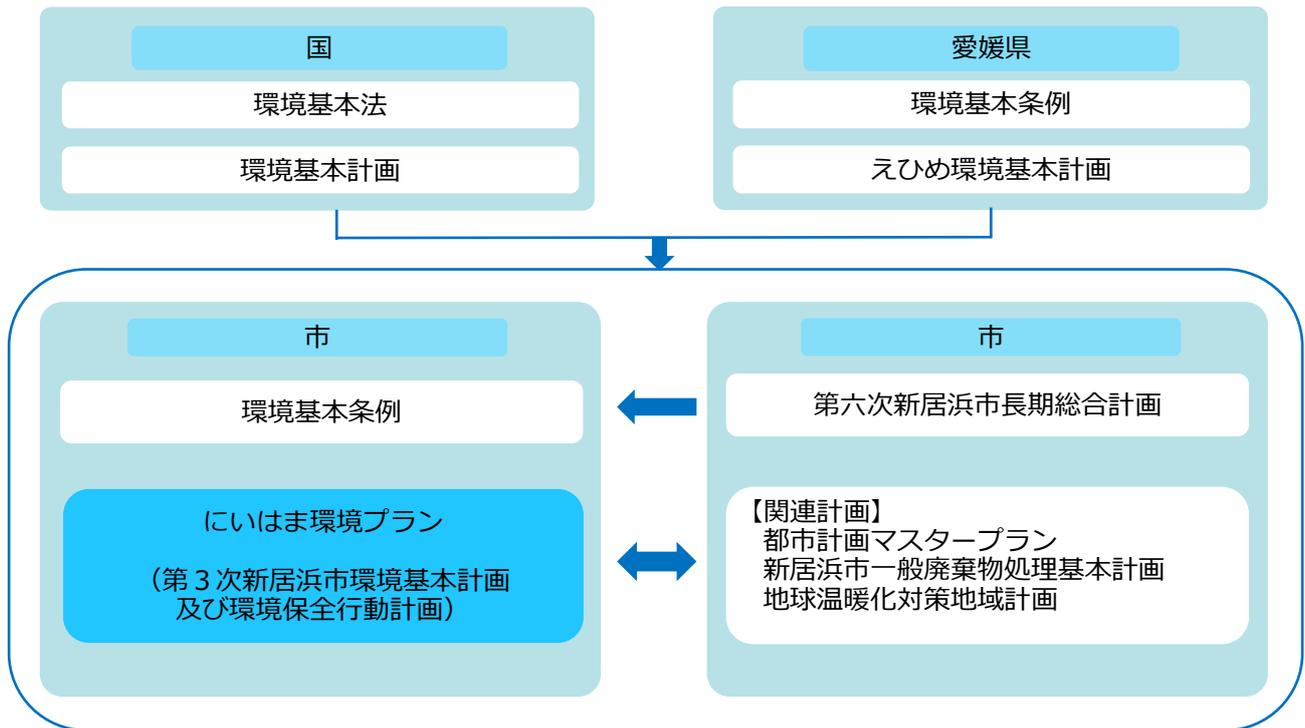 国
環境基本法
環境基本計画
愛媛県
環境基本条例
えひめ環境基本計画
市
環境基本条例
にいはま環境プラン
（第３次新居浜市環境基本計画
及び環境保全行動計画）
市
第六次新居浜市長期総合計画
【関連計画】
都市計画マスタープラン
新居浜市一般廃棄物処理基本計画
地球温暖化対策地域計画